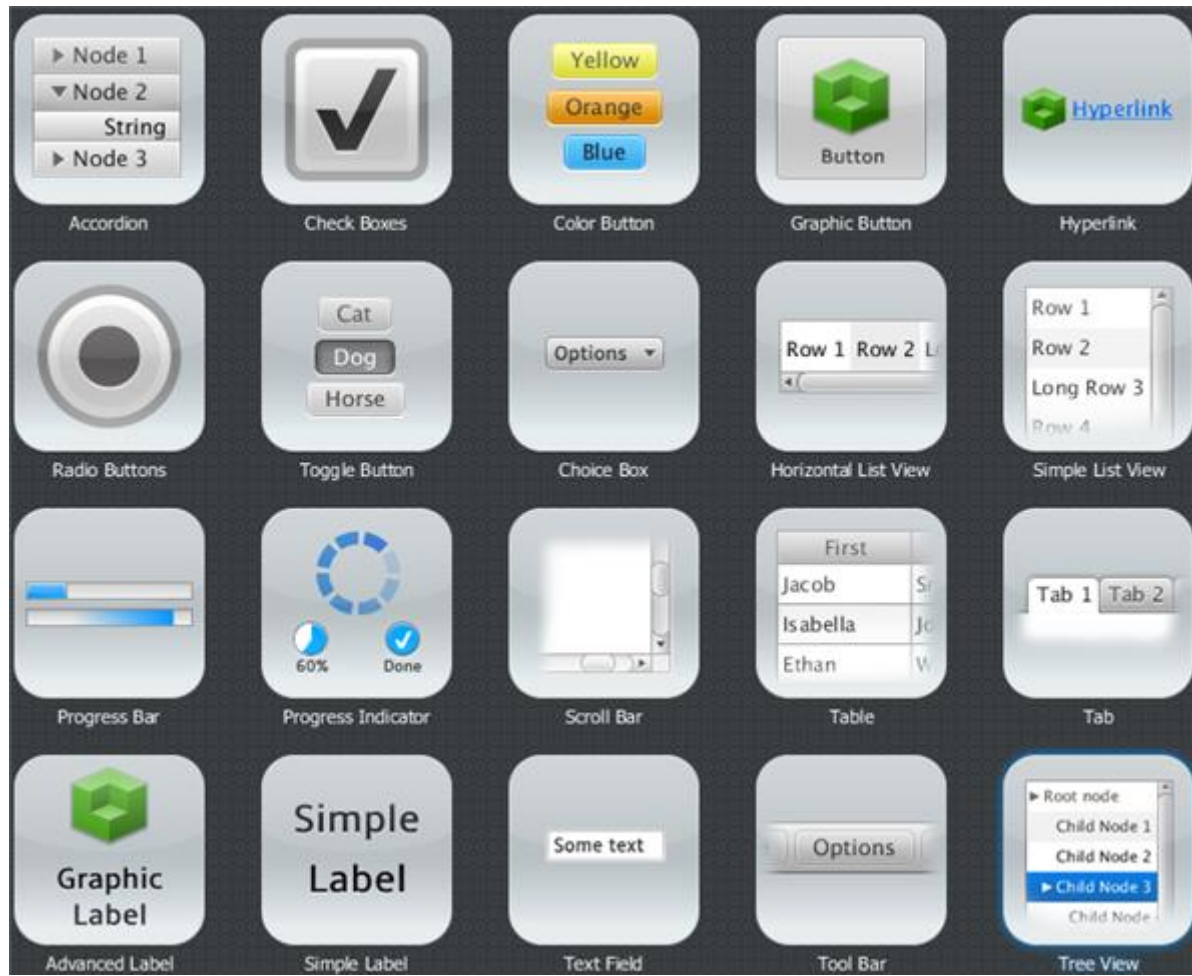 Node 1
Node 2
String
Node 3
Accordion
Check Boxes
Yellow
Orange
Blue
Color Button
Button
Graphic Button
Hyperlink
Hyperlink
Radio Buttons
Cat
Dog
Horse
Toggle Button
Options
Choice Box
Row 1 Row 2
Horizontal List View
Row 1
Row 2
Long Row 3
Row 4
Simple List View
Progress Bar
60% Done
Progress Indicator
Scroll Bar
First
Jacob
Isabella
Ethan
Table
Tab 1 Tab 2
Tab
Graphic
Label
Advanced Label
Simple
Label
Simple Label
Some text
Text Field
Options
Tool Bar
Root node
Child Node 1
Child Node 2
Child Node 3
Child Node
Tree View